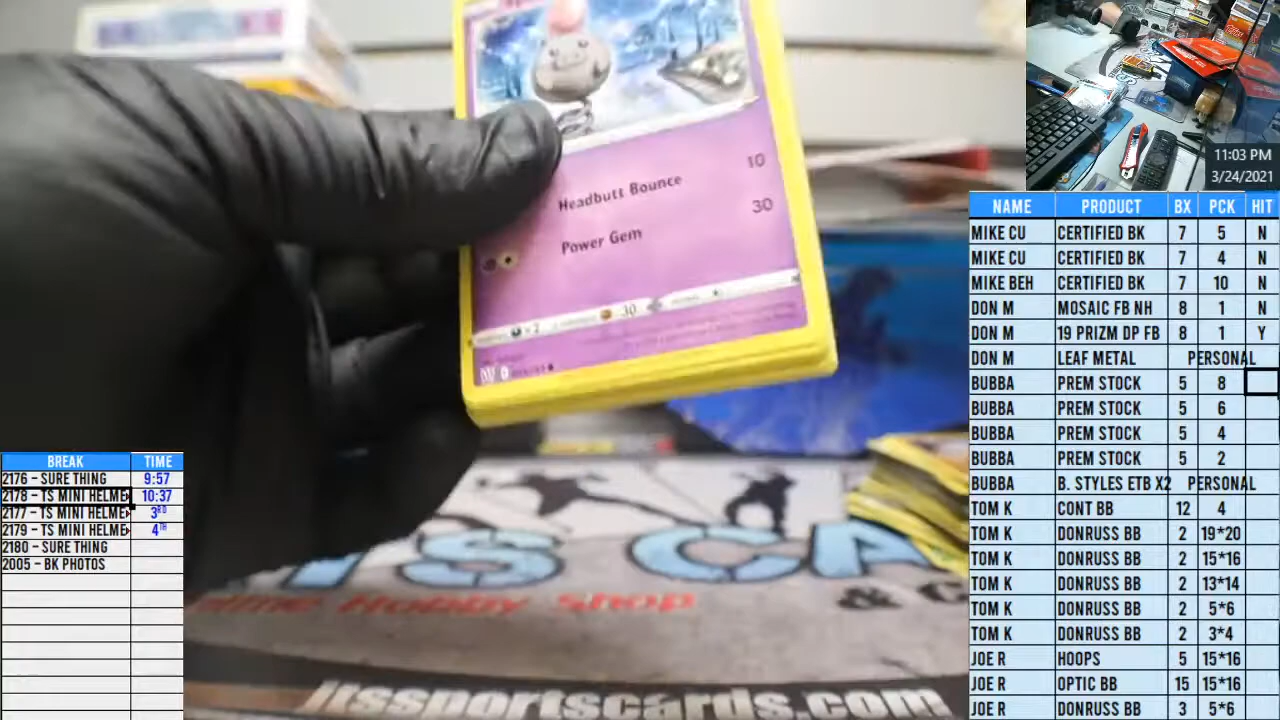 Headbutt Bounce 10
Power Gem 30
x2 -30
11:03 PM
3/24/2021
NAME PRODUCT BX PCK HIT
MIKE CU CERTIFIED BK 7 5 N
MIKE CU CERTIFIED BK 7 4 N
MIKE BEH CERTIFIED BK 7 10 N
DON M MOSAIC FB NH 8 1 N
DON M 19 PRIZM DP FB 8 1 Y
DON M LEAF METAL PERSONAL
BUBBA PREM STOCK 5 8
BUBBA PREM STOCK 5 6
BUBBA PREM STOCK 5 4
BUBBA PREM STOCK 5 2
BUBBA B. STYLES ETB X2 PERSONAL
TOM K CONT BB 12 4
TOM K DONRUSS BB 2 19*20
TOM K DONRUSS BB 2 15*16
TOM K DONRUSS BB 2 13*14
TOM K DONRUSS BB 2 5*6
TOM K DONRUSS BB 2 3*4
JOE R HOOPS 5 15*16
JOE R OPTIC BB 15 15*16
JOE R DONRUSS BB 3 5*6
BREAK TIME
2176 - SURE THING 9:57
2178 - TS MINI HELME 10:37
2177 - TS MINI HELME 3RD
2179 - TS MINI HELME 4TH
2180 - SURE THING
2005 - BK PHOTOS
TS CA
Hobby Shop & C
jtssportscards.com